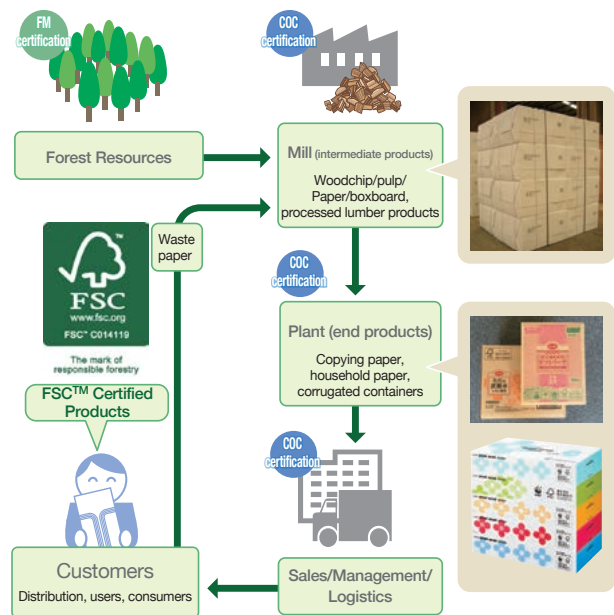 FM
certification
COC
certification
Forest Resources
Mill (intermediate products)
Woodchip/pulp/
Paper/boxboard,
processed lumber products
Waste
paper
FSC
www.fsc.org
FSC™ C014119
The mark of
responsible forestry
FSC™ Certified
Products
COC
certification
Plant (end products)
Copying paper,
household paper,
corrugated containers
COC
certification
Customers
Distribution, users, consumers
Sales/Management/
Logistics